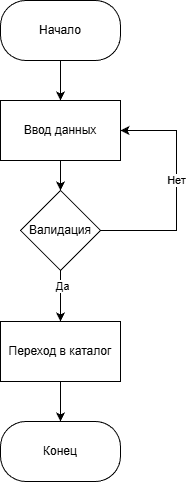 Начало
Ввод данных
Нет
Валидация
Да
Переход в каталог
Конец